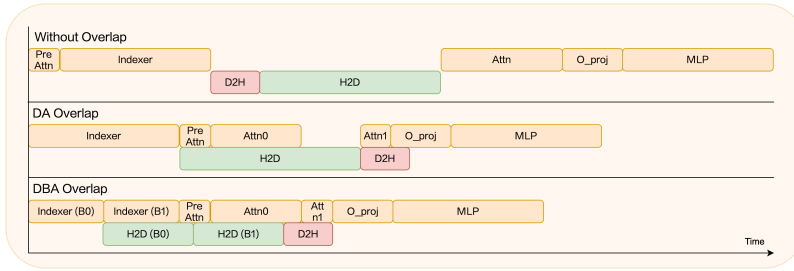 Without Overlap
Pre
Attn
Indexer
Attn
O_proj
MLP
D2H
H2D
DA Overlap
Indexer
Pre
Attn
Attn0
Attn1
O_proj
MLP
H2D
D2H
DBA Overlap
Indexer (B0)
Indexer (B1)
Pre
Attn
Attn0
Att
n1
O_proj
MLP
H2D (B0)
H2D (B1)
D2H
Time